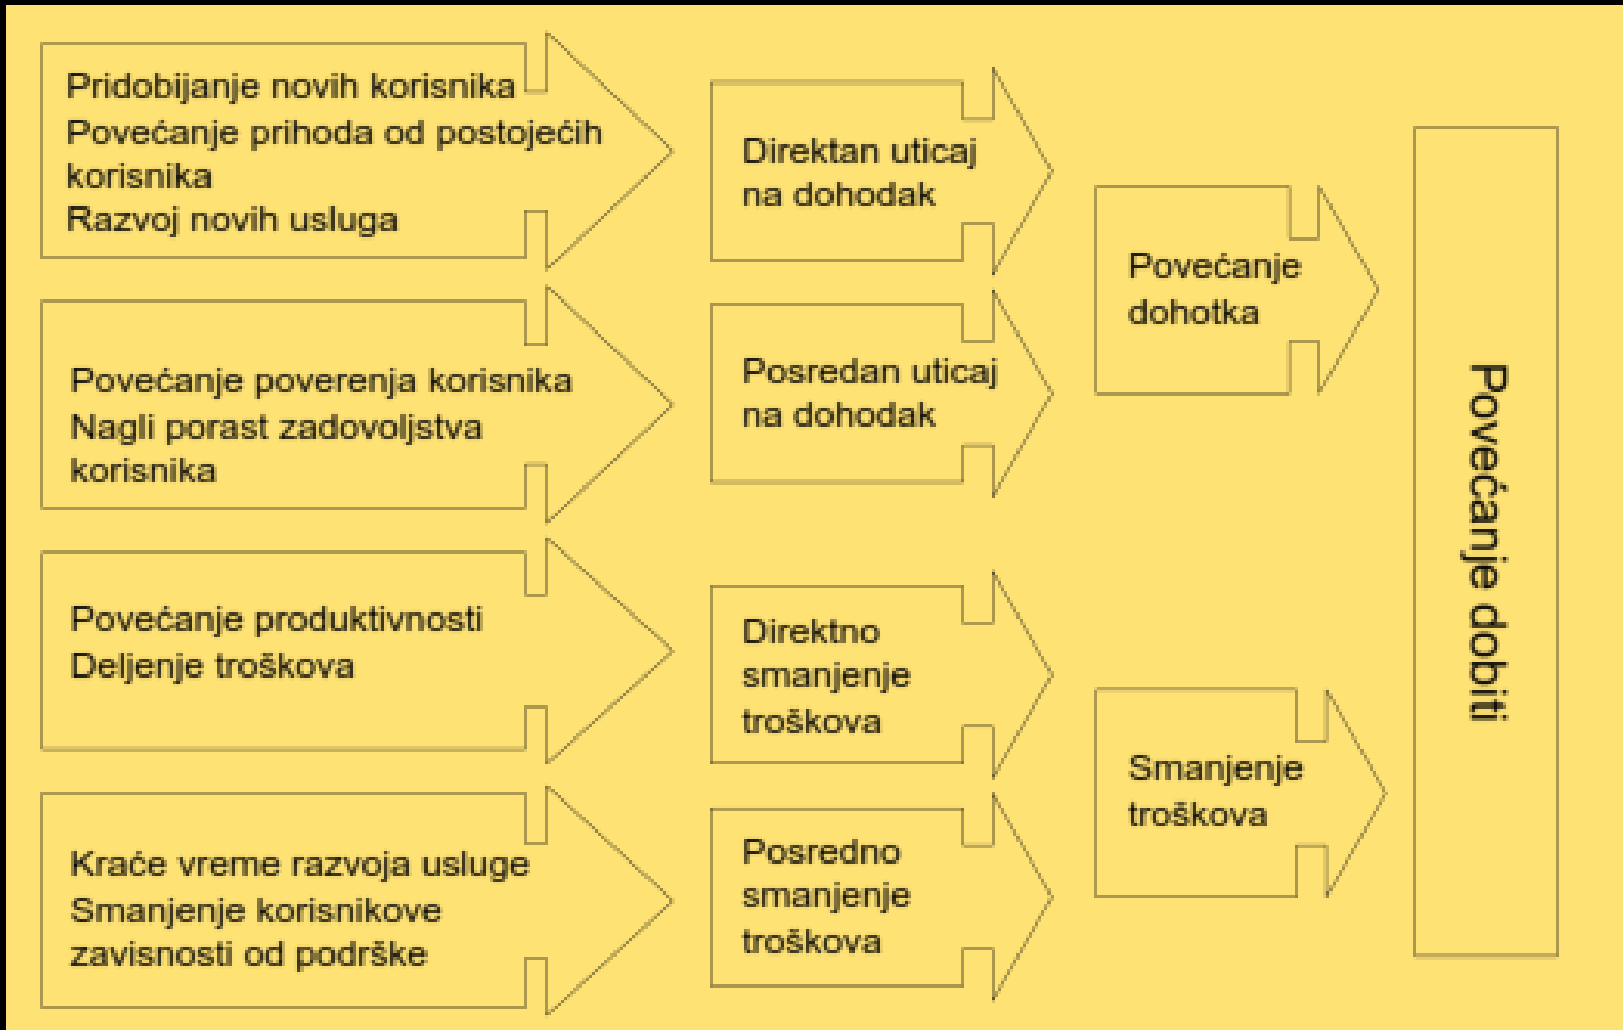 Pridobijanje novih korisnika
Povećanje prihoda od postojećih
korisnika
Razvoj novih usluga
Direktan uticaj
na dohodak
Povećanje poverenja korisnika
Nagli porast zadovoljstva
korisnika
Posredan uticaj
na dohodak
Povećanje
dohotka
Povećanje produktivnosti
Deljenje troškova
Direktno
smanjenje
troškova
Kraće vreme razvoja usluge
Smanjenje korisnikove
zavisnosti od podrške
Posredno
smanjenje
troškova
Smanjenje
troškova
Povećanje dobiti